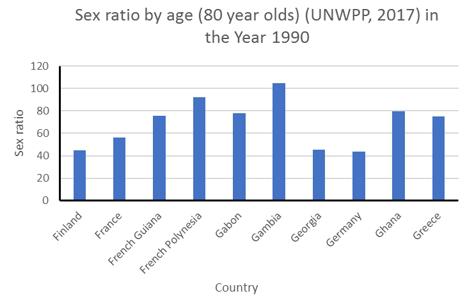 Sex ratio by age (80 year olds) (UNWPP, 2017) in
the Year 1990
120
100
80
60
40
20
0
Sex ratio
Finland
France
French Guiana
French Polynesia
Gabon
Gambia
Georgia
Germany
Ghana
Greece
Country